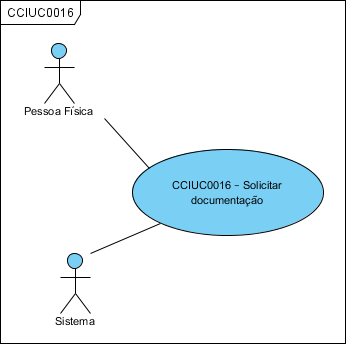 CCIUC0016
Pessoa Física
CCIUC0016 - Solicitar
documentação
Sistema